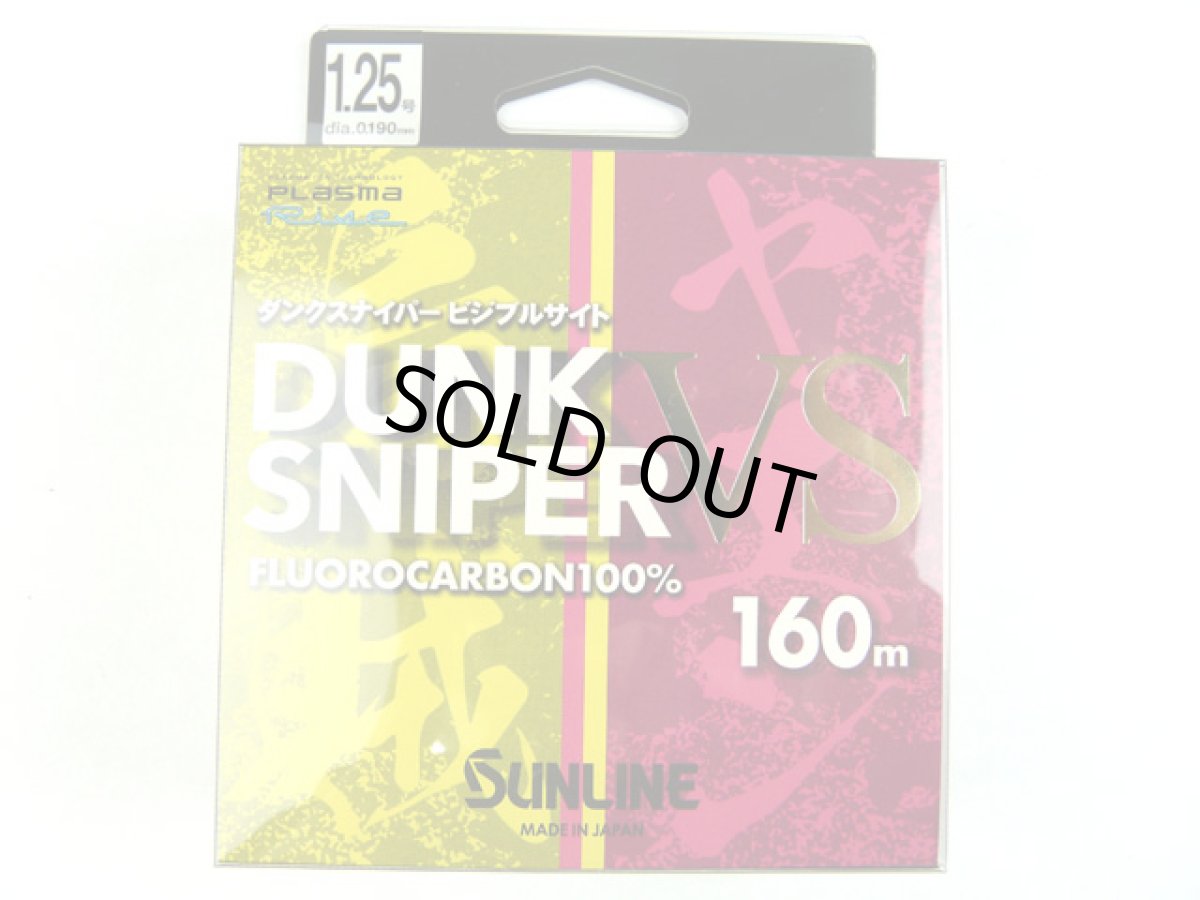 1.25号
dia.0.190mm
PLASMA
Rise
ダンクスナイパー ビジブルサイト
DUNK
SNIPER VS
SOLD OUT
FLUOROCARBON100%
160m
SUNLINE
MADE IN JAPAN